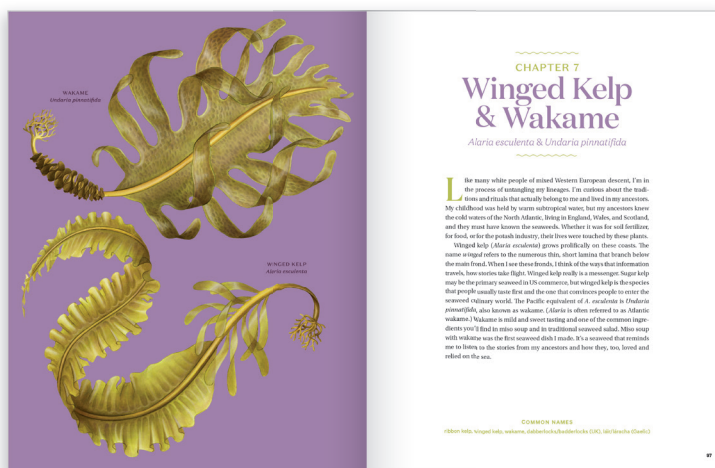 WAKAME
Undaria pinnatifida
WINGED KELP
Alaria esculenta
CHAPTER 7
Winged Kelp
& Wakame
Alaria esculenta & Undaria pinnatifida
Like many white people of mixed Western European descent, I'm in
the process of untangling my lineages. I'm curious about the tradi-
tions and rituals that actually belong to me and lived in my ancestors.
My childhood was held by warm subtropical water, but my ancestors knew
the cold waters of the North Atlantic, living in England, Wales, and Scotland,
and they must have known the seaweeds. Whether it was for soil fertilizer,
for food, or for the potash industry, their lives were touched by these plants.
Winged kelp (Alaria esculenta) grows prolifically on these coasts. The
name winged refers to the numerous thin, short lamina that branch below
the main frond. When I see these fronds, I think of the ways that information
travels, how stories take flight. Winged kelp really is a messenger. Sugar kelp
may be the primary seaweed in US commerce, but winged kelp is the species
that people usually taste first and the one that convinces people to enter the
seaweed culinary world. The Pacific equivalent of A. esculenta is Undaria
pinnatifida, also known as wakame. (Alaria is often referred to as Atlantic
wakame.) Wakame is mild and sweet tasting and one of the common ingre-
dients you'll find in miso soup and in traditional seaweed salad. Miso soup
with wakame was the first seaweed dish I made. It's a seaweed that reminds
me to listen to the stories from my ancestors and how they, too, loved and
relied on the sea.
COMMON NAMES
ribbon kelp, winged kelp, wakame, dabberlocks/badderlocks (UK), (Gaelic)
97